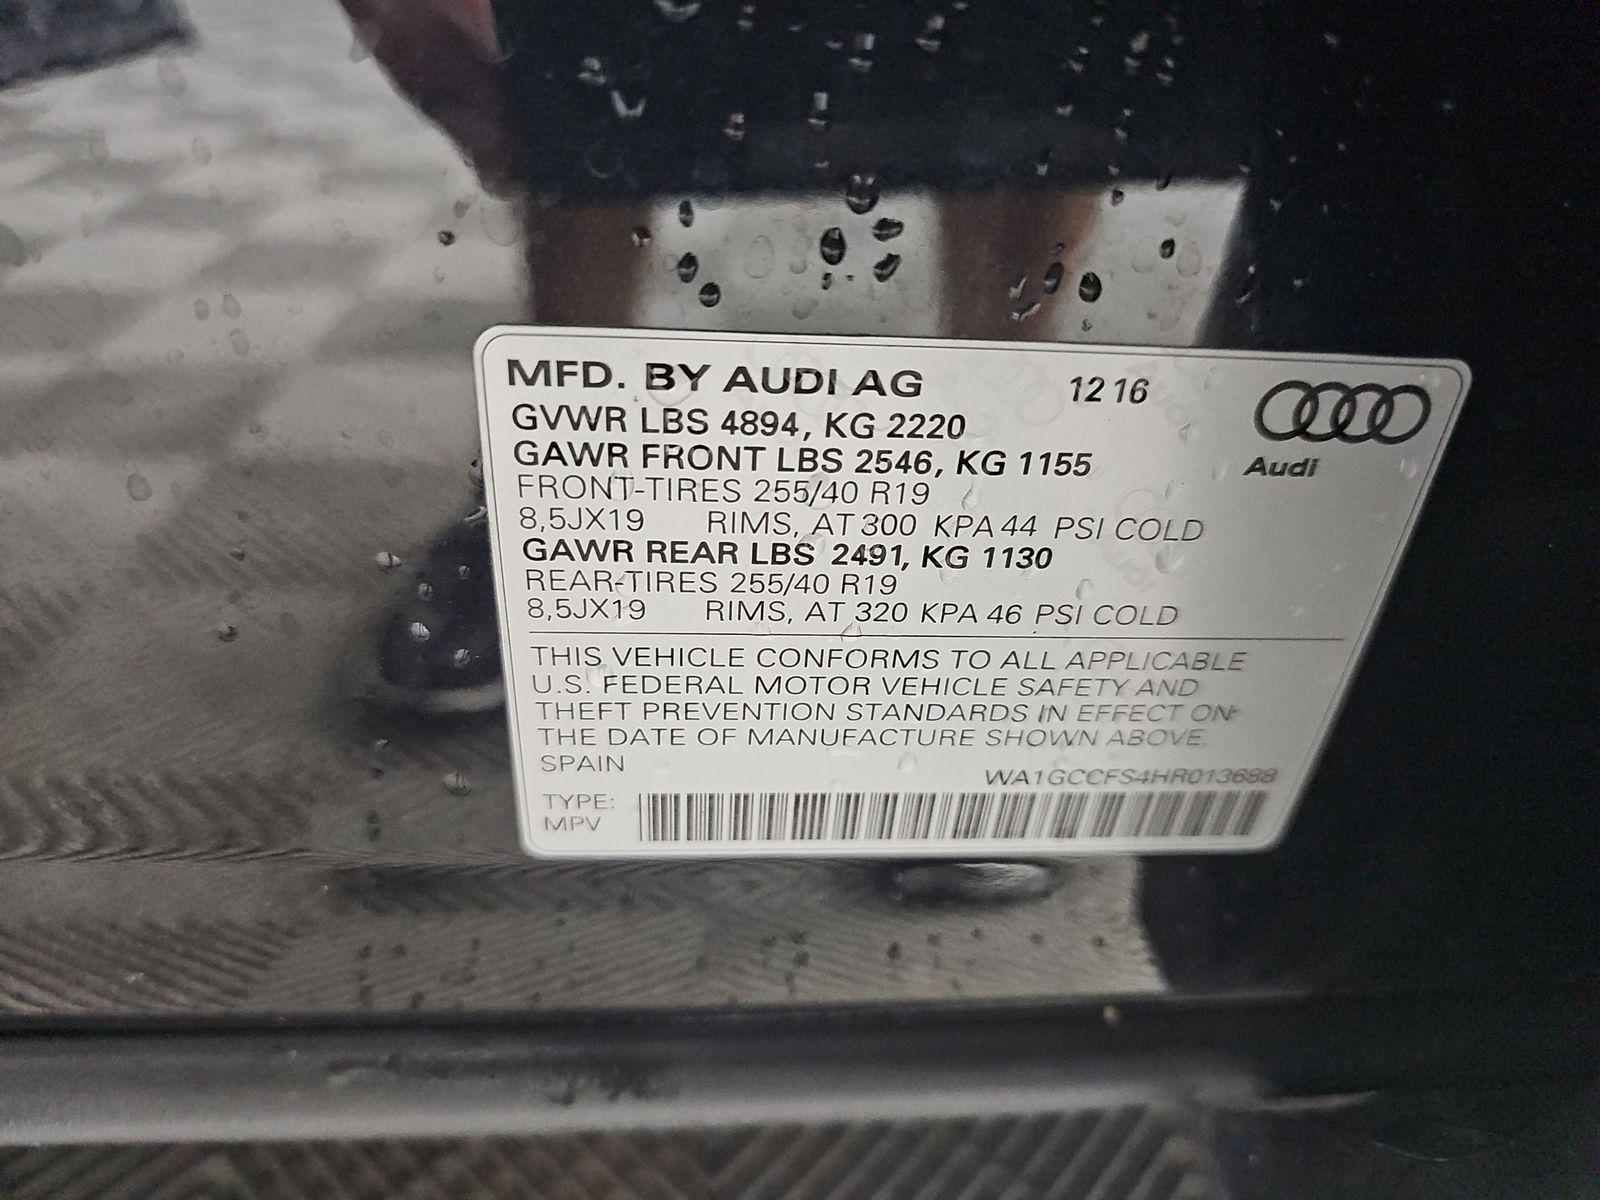 MFD. BY AUDI AG 12 16
GVWR LBS 4894, KG 2220
GAWR FRONT LBS 2546, KG 1155
Audi
FRONT-TIRES 255/40 R19
8,5JX19 RIMS, AT 300 KPA 44 PSI COLD
GAWR REAR LBS 2491, KG 1130
REAR-TIRES 255/40 R19
8,5JX19 RIMS, AT 320 KPA 46 PSI COLD
THIS VEHICLE CONFORMS TO ALL APPLICABLE
U.S. FEDERAL MOTOR VEHICLE SAFETY AND
THEFT PREVENTION STANDARDS IN EFFECT ON
THE DATE OF MANUFACTURE SHOWN ABOVE.
SPAIN
WA1GCCFS4HR013688
TYPE:
MPV